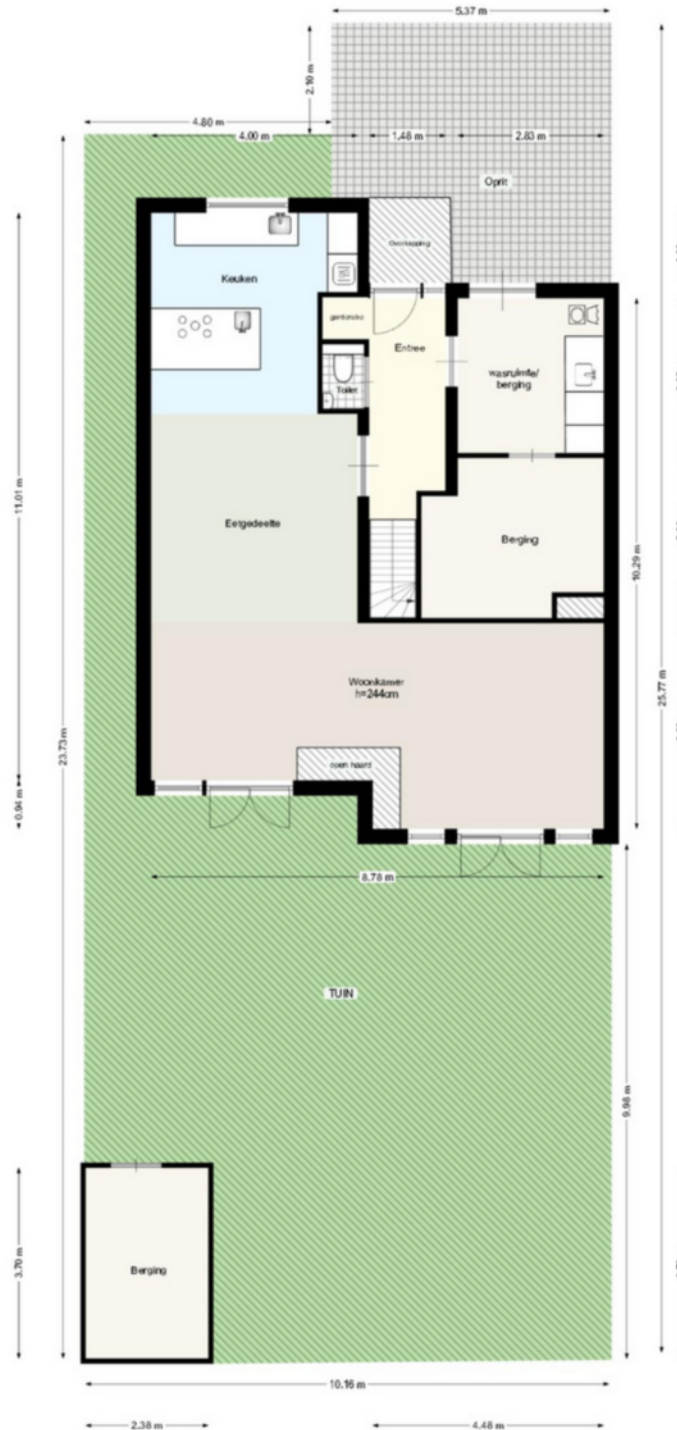 5.37 m
2.10 m
4.80 m
4.00 m
1.48 m
2.83 m
Oprit
Overkapping
Keuken
garderobe
Entree
Toilet
wasruimte/
berging
11.01 m
Eetgedeelte
Berging
10.29 m
25.77 m
Woonkamer
h=244cm
23.73 m
open haard
0.94 m
8.78 m
TUIN
9.98 m
3.70 m
Berging
10.16 m
2.38 m
4.48 m